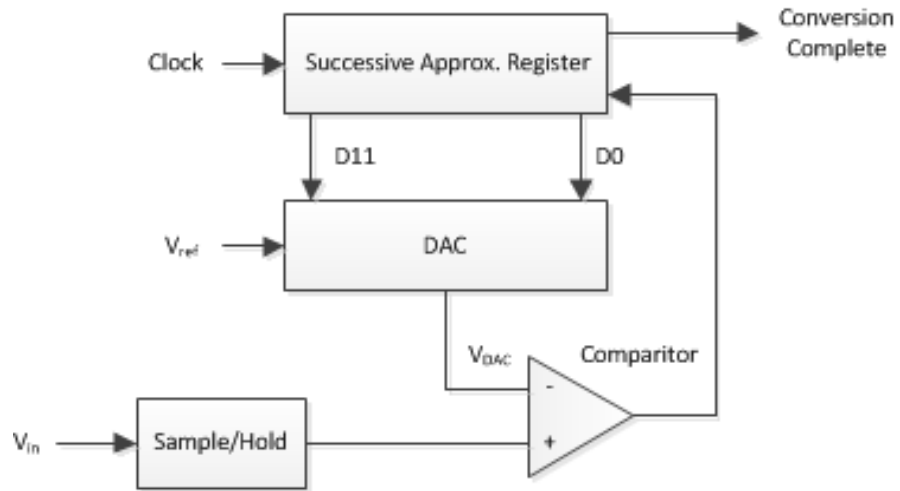 Conversion
Complete
Clock
Successive Approx. Register
D11
D0
Vref
DAC
VDAC
Comparitor
-
Vin
Sample/Hold
+